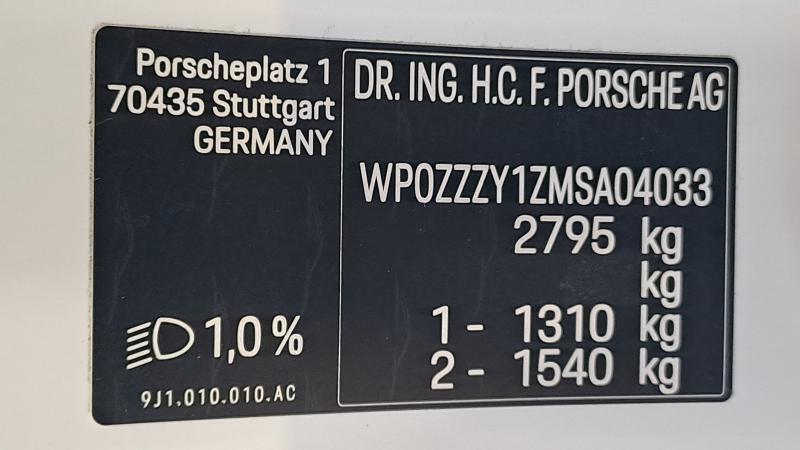 Porscheplatz 1
70435 Stuttgart
GERMANY
DR. ING. H.C. F. PORSCHE AG
WP0ZZZY1ZMSA04033
2795 kg
kg
1 - 1310 kg
2 - 1540 kg
1,0 %
9J1.010.010.AC